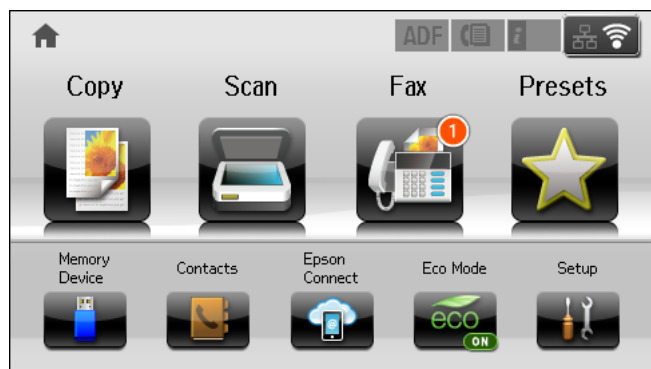 ADF i
Copy Scan Fax Presets
1
Memory Device Contacts Epson Connect Eco Mode Setup
eco
ON